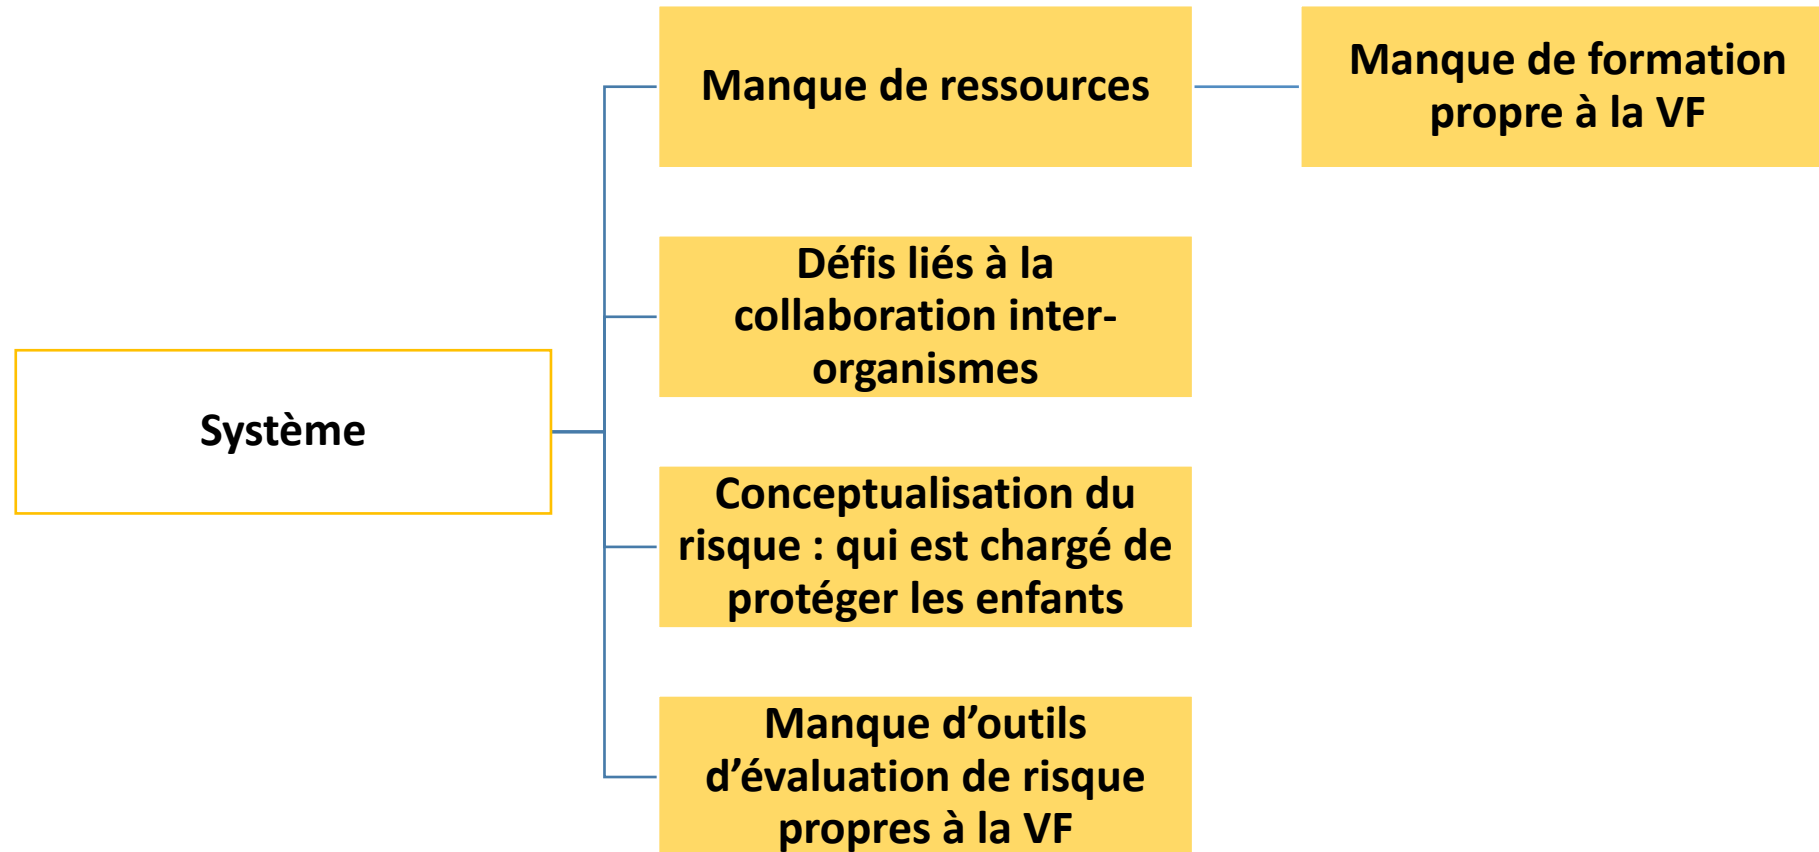 Manque de ressources
Manque de formation
propre à la VF
Défis liés à la
collaboration inter-
organismes
Système
Conceptualisation du
risque : qui est chargé de
protéger les enfants
Manque d’outils
d’évaluation de risque
propres à la VF